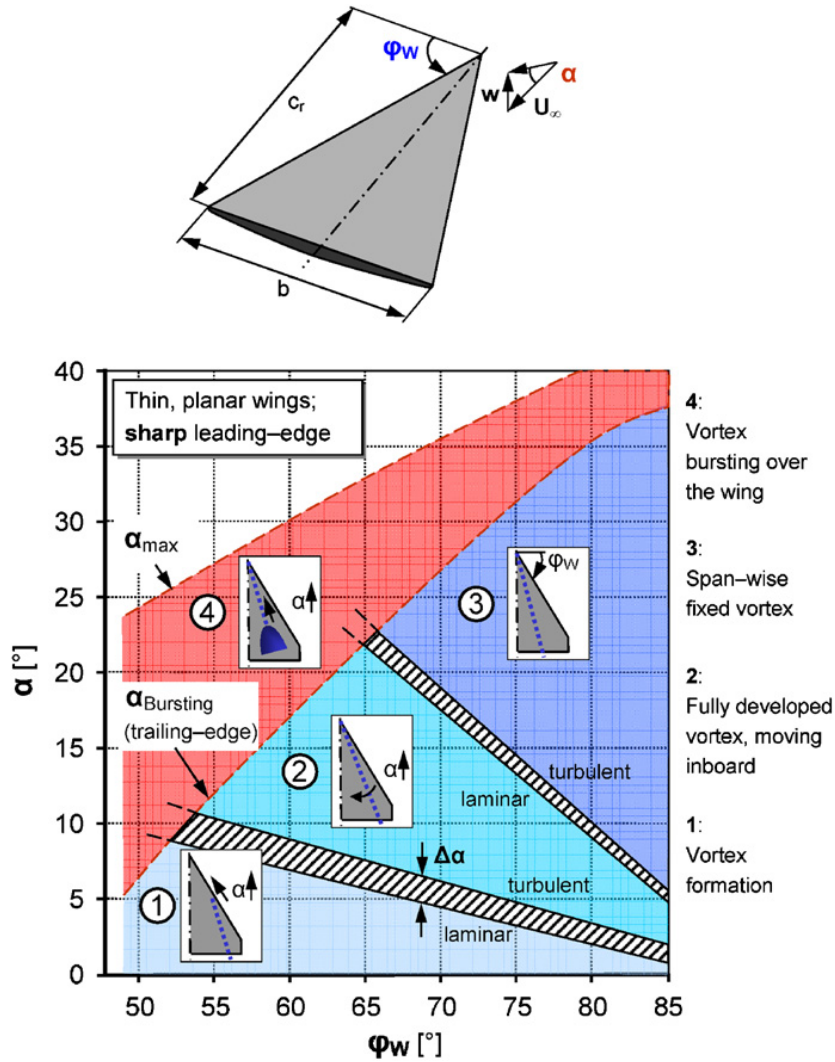 φW
cr
α
w
U∞
b
Thin, planar wings;
sharp leading–edge
αmax
αBursting
(trailing–edge)
4
α
3
φW
2
α
1
α
turbulent
laminar
Δα
turbulent
laminar
40
35
30
25
20
15
10
5
0
α [°]
50 55 60 65 70 75 80 85
φW [°]
4:
Vortex
bursting over
the wing
3:
Span–wise
fixed vortex
2:
Fully developed
vortex, moving
inboard
1:
Vortex
formation